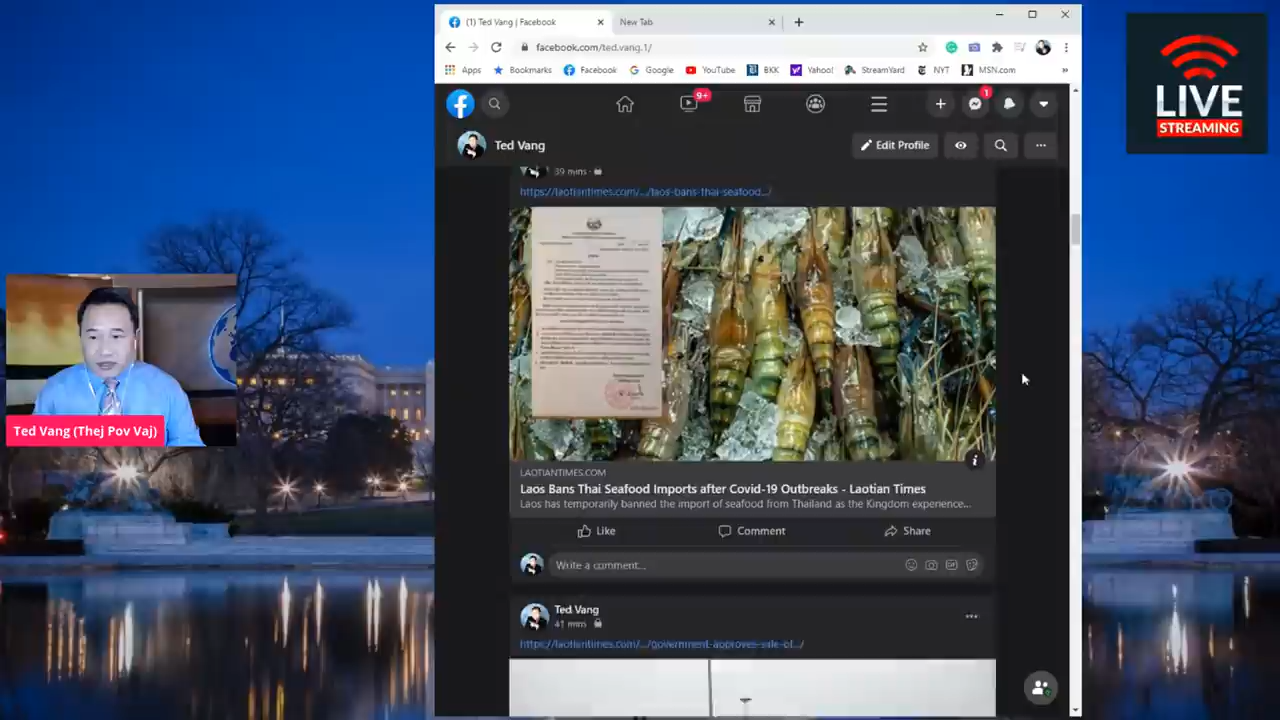 (1) Ted Vang | Facebook
New Tab
facebook.com/ted.vang.1/
Apps Bookmarks Facebook Google YouTube BKK Yahoo! StreamYard NYT MSN.com »
9+
1
Ted Vang
Edit Profile
39 mins
https://laotiantimes.com/.../laos-bans-thai-seafood.../
LAOTIANTIMES.COM
Laos Bans Thai Seafood Imports after Covid-19 Outbreaks - Laotian Times
Laos has temporarily banned the import of seafood from Thailand as the Kingdom experience...
Like Comment Share
Write a comment...
GIF
Ted Vang
41 mins
https://laotiantimes.com/.../government-approves-sale-of.../
LIVE
STREAMING
Ted Vang (Thej Pov Vaj)